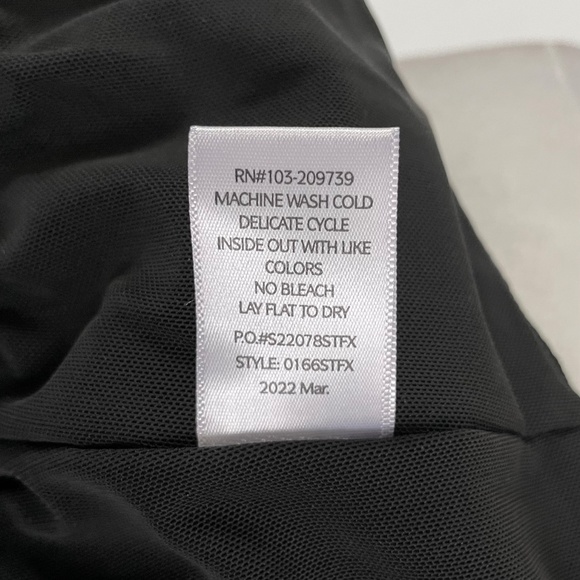 RN#103-209739
MACHINE WASH COLD
DELICATE CYCLE
INSIDE OUT WITH LIKE
COLORS
NO BLEACH
LAY FLAT TO DRY
P.O.#S22078STFX
STYLE: 0166STFX
2022 Mar.